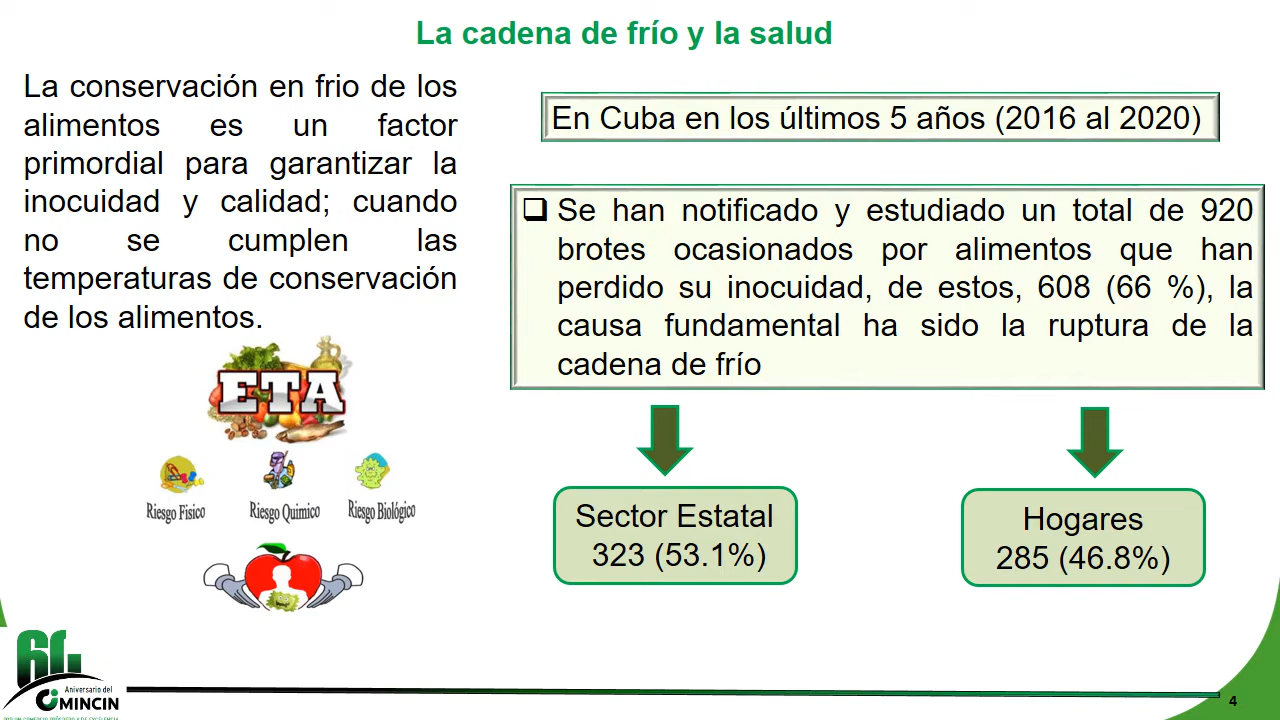 La cadena de frío y la salud
La conservación en frio de los
alimentos es un factor
primordial para garantizar la
inocuidad y calidad; cuando
no se cumplen las
temperaturas de conservación
de los alimentos.
ETA
Riesgo Fisico
Riesgo Quimico
Riesgo Biológico
En Cuba en los últimos 5 años (2016 al 2020)
Se han notificado y estudiado un total de 920
brotes ocasionados por alimentos que han
perdido su inocuidad, de estos, 608 (66 %), la
causa fundamental ha sido la ruptura de la
cadena de frío
Sector Estatal
323 (53.1%)
Hogares
285 (46.8%)
Aniversario del
MINCIN
4